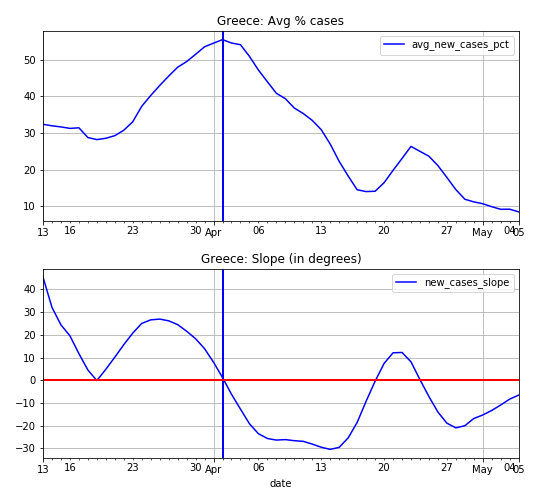 Greece: Avg % cases
avg_new_cases_pct
50
40
30
20
10
13 16 23 30 Apr 06 13 20 27 May 04 05
Greece: Slope (in degrees)
new_cases_slope
40
30
20
10
0
−10
−20
−30
13 16 23 30 Apr 06 13 20 27 May 04 05
date